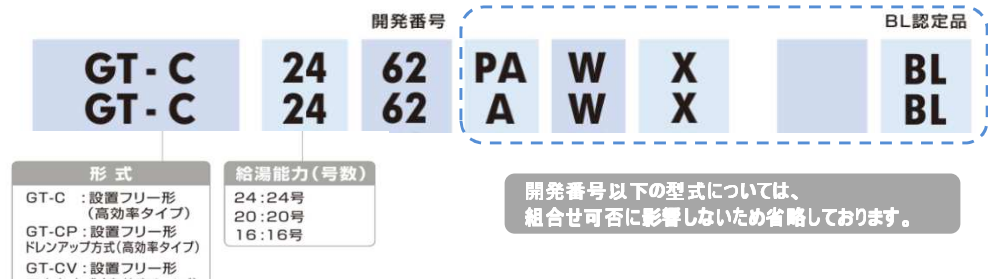 開発番号
BL認定品
GT - C 24 62 PA W X BL
GT - C 24 62 A W X BL
形 式
GT-C :設置フリー形
(高効率タイプ)
GT-CP:設置フリー形
ドレンアップ方式(高効率タイプ)
GT-CV:設置フリー形
給湯能力(号数)
24:24号
20:20号
16:16号
開発番号以下の型式については、
組合せ可否に影響しないため省略しております。